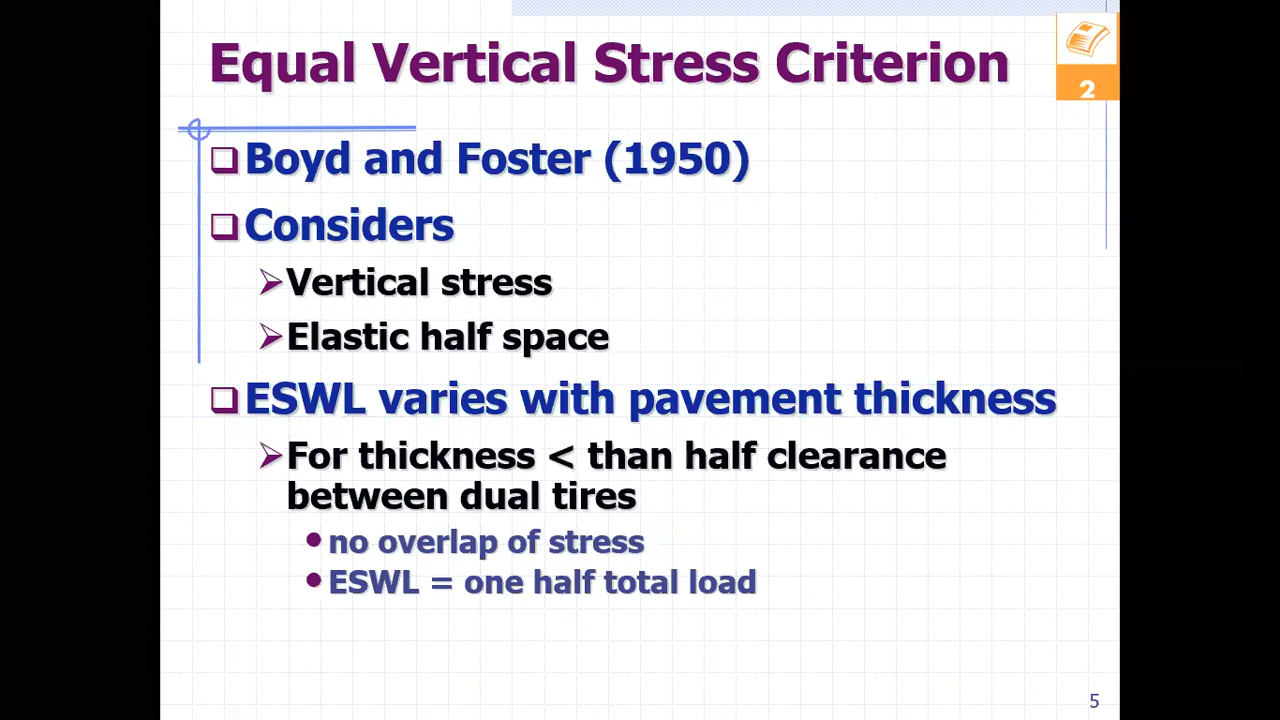 Equal Vertical Stress Criterion
2
Boyd and Foster (1950)
Considers
Vertical stress
Elastic half space
ESWL varies with pavement thickness
For thickness < than half clearance
between dual tires
no overlap of stress
ESWL = one half total load
5